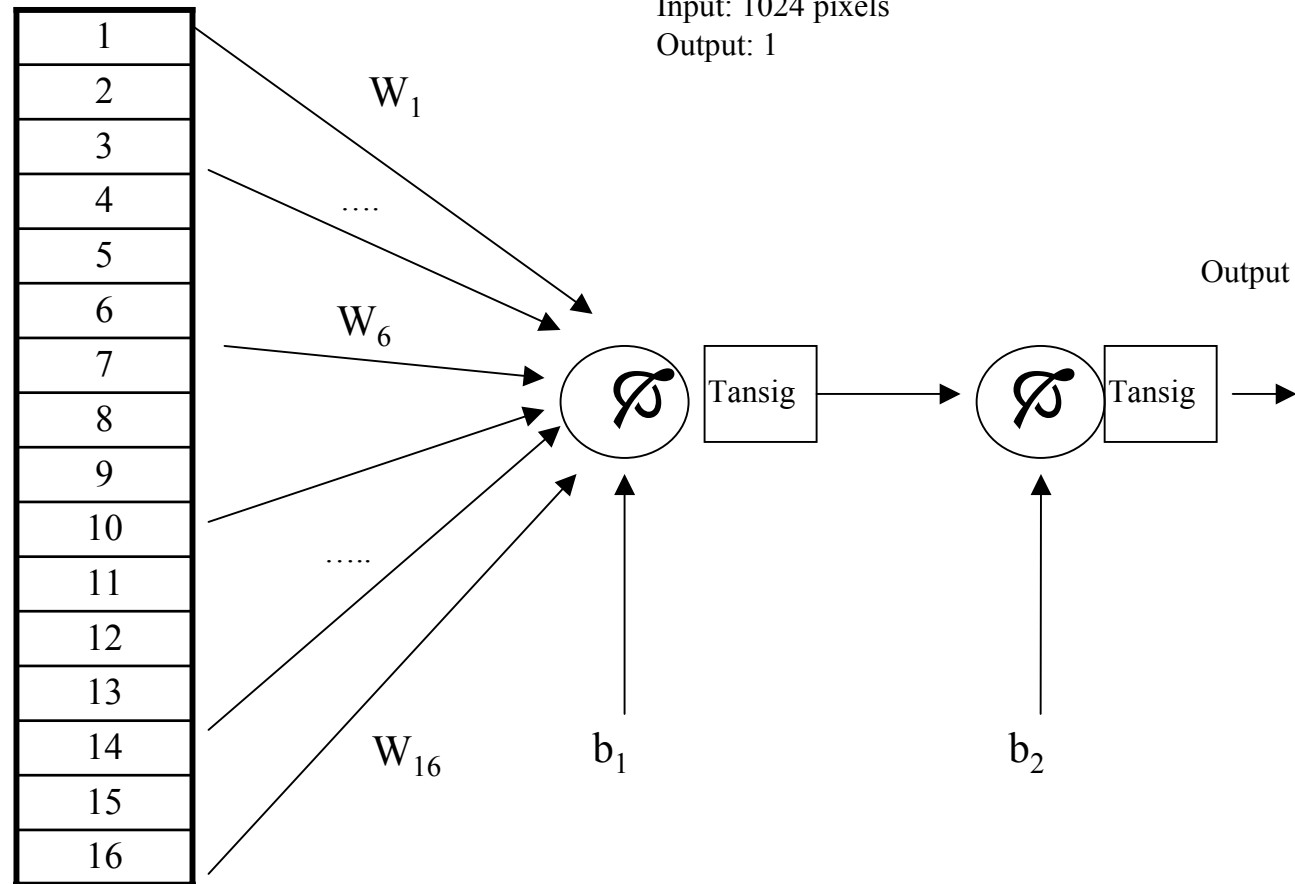 Input: 1024 pixels
Output: 1
1
2
3
4
5
6
7
8
9
10
11
12
13
14
15
16
W1
....
W6
.....
W16
Tansig
Tansig
Output
b1
b2